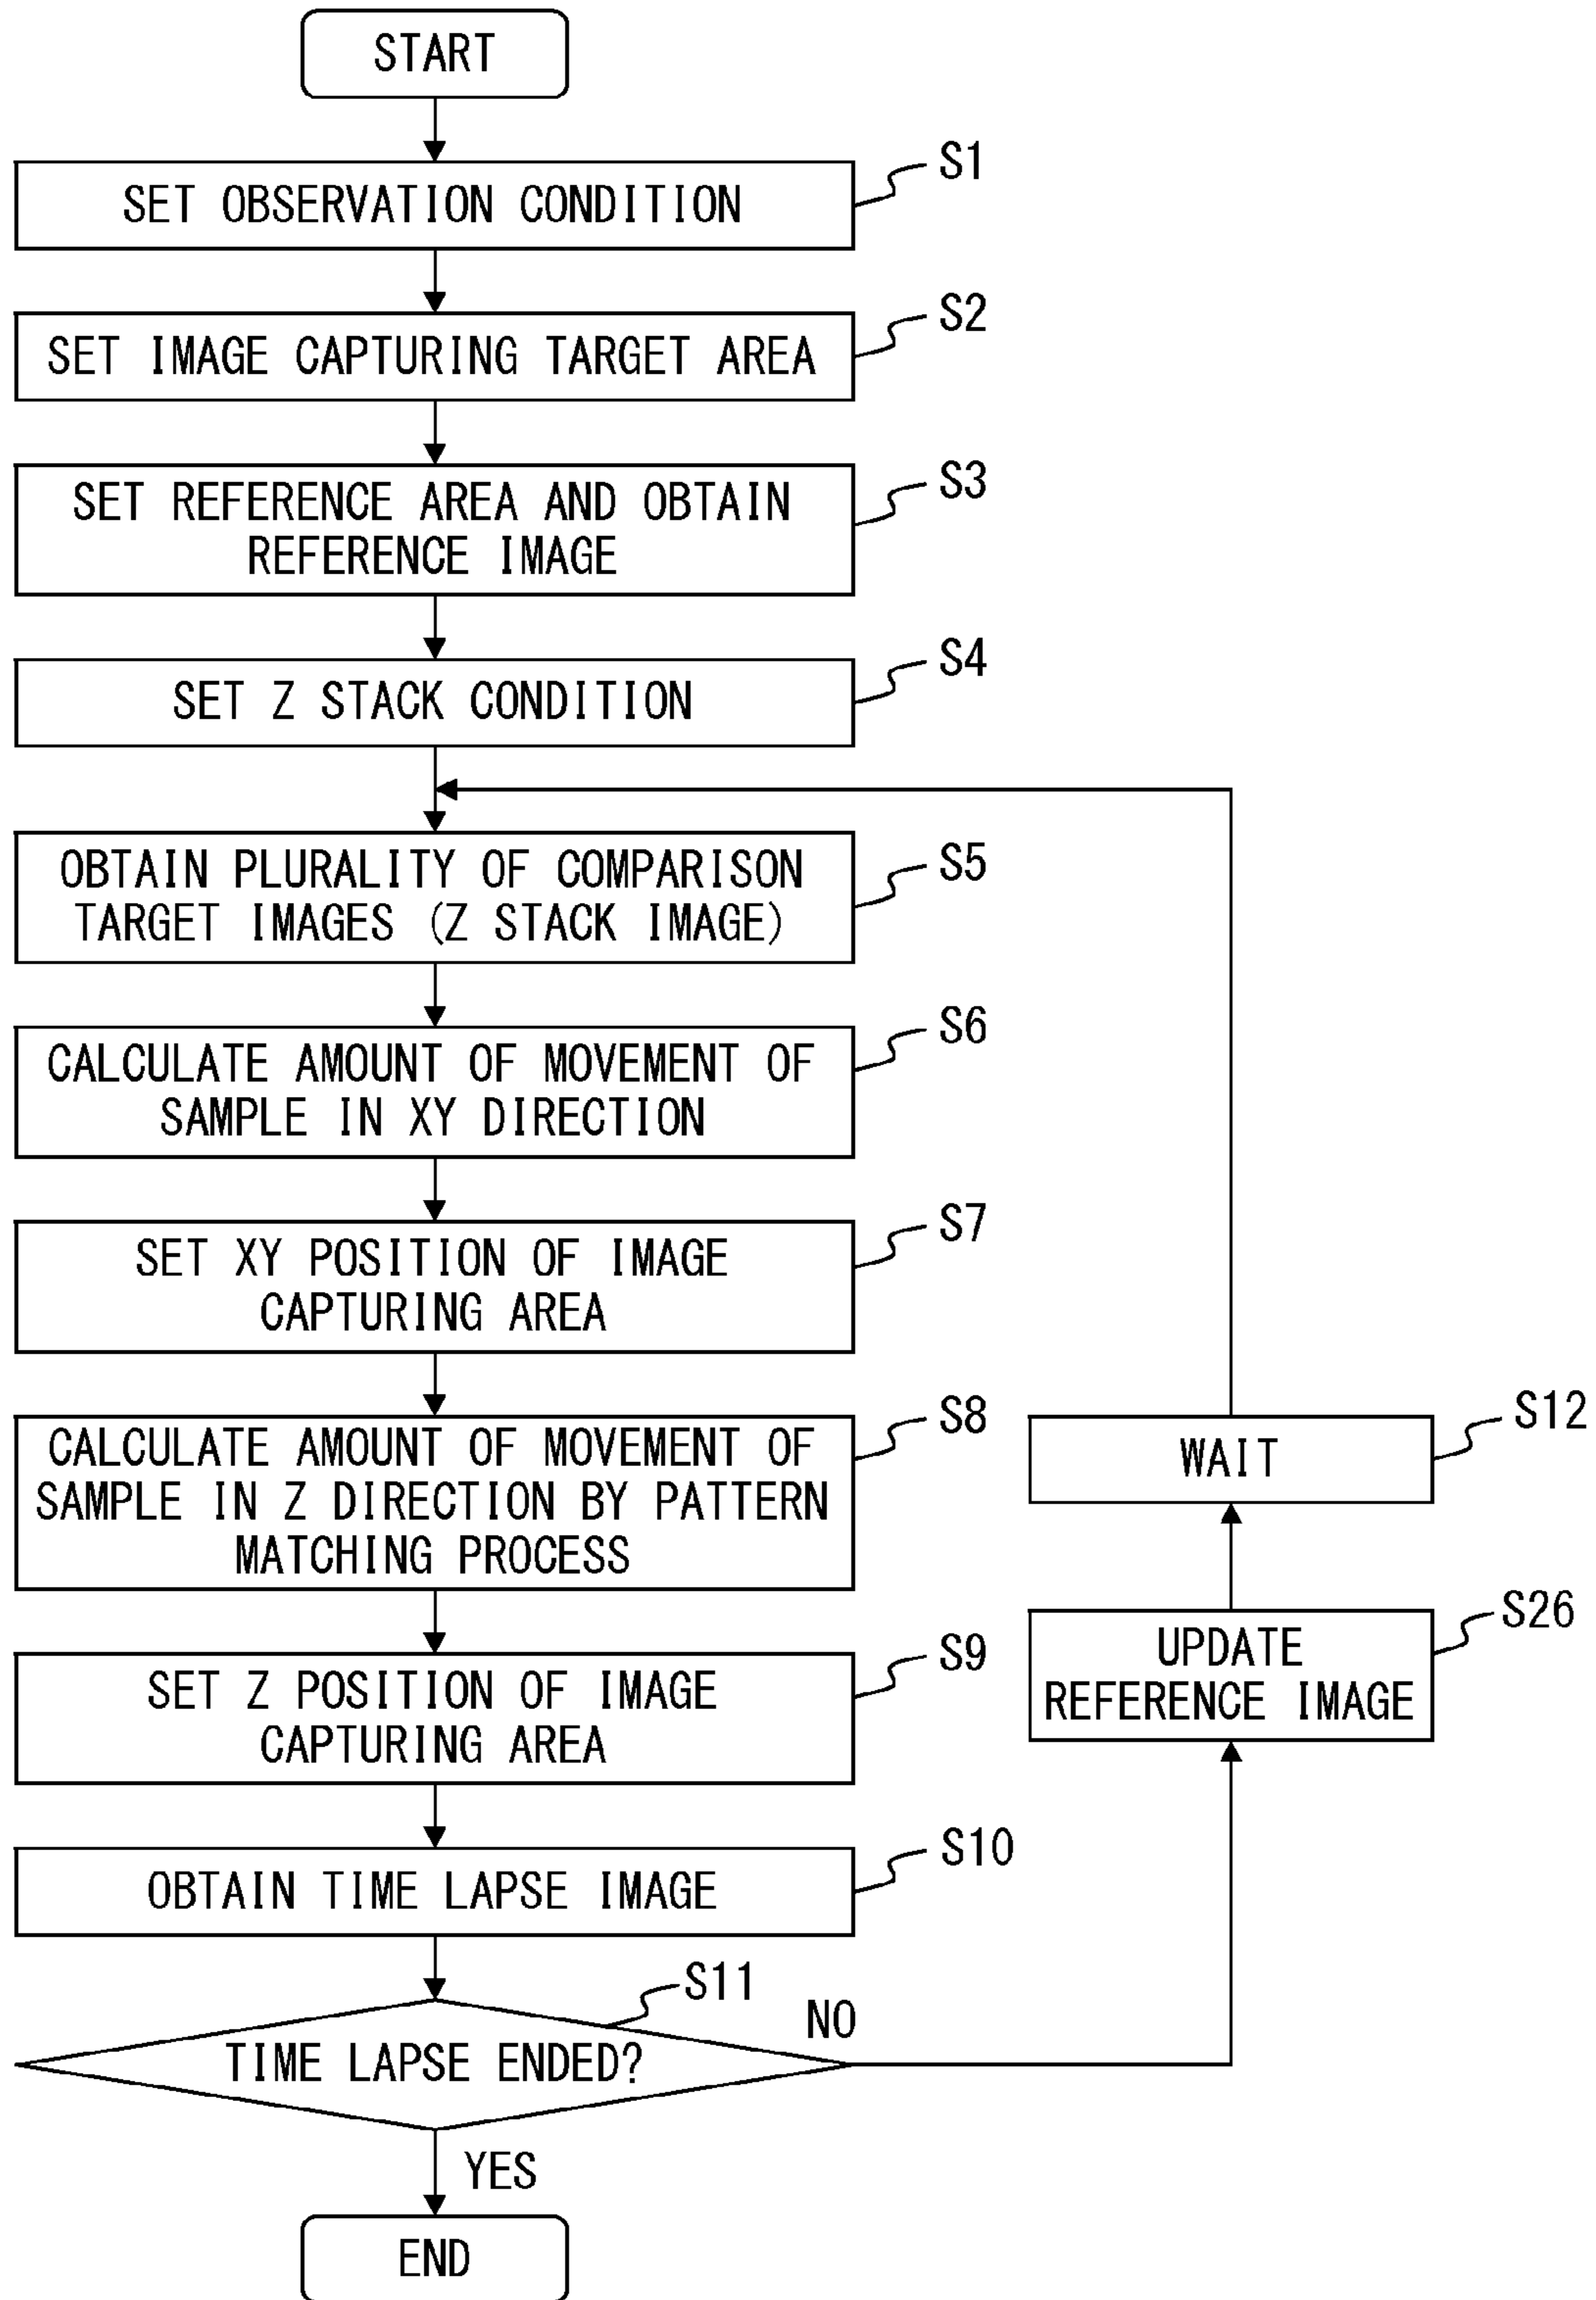 START
S1
SET OBSERVATION CONDITION
S2
SET IMAGE CAPTURING TARGET AREA
S3
SET REFERENCE AREA AND OBTAIN
REFERENCE IMAGE
S4
SET Z STACK CONDITION
S5
OBTAIN PLURALITY OF COMPARISON
TARGET IMAGES (Z STACK IMAGE)
S6
CALCULATE AMOUNT OF MOVEMENT OF
SAMPLE IN XY DIRECTION
S7
SET XY POSITION OF IMAGE
CAPTURING AREA
S8
CALCULATE AMOUNT OF MOVEMENT OF
SAMPLE IN Z DIRECTION BY PATTERN
MATCHING PROCESS
S12
WAIT
S26
UPDATE
REFERENCE IMAGE
S9
SET Z POSITION OF IMAGE
CAPTURING AREA
S10
OBTAIN TIME LAPSE IMAGE
S11
TIME LAPSE ENDED?
NO
YES
END